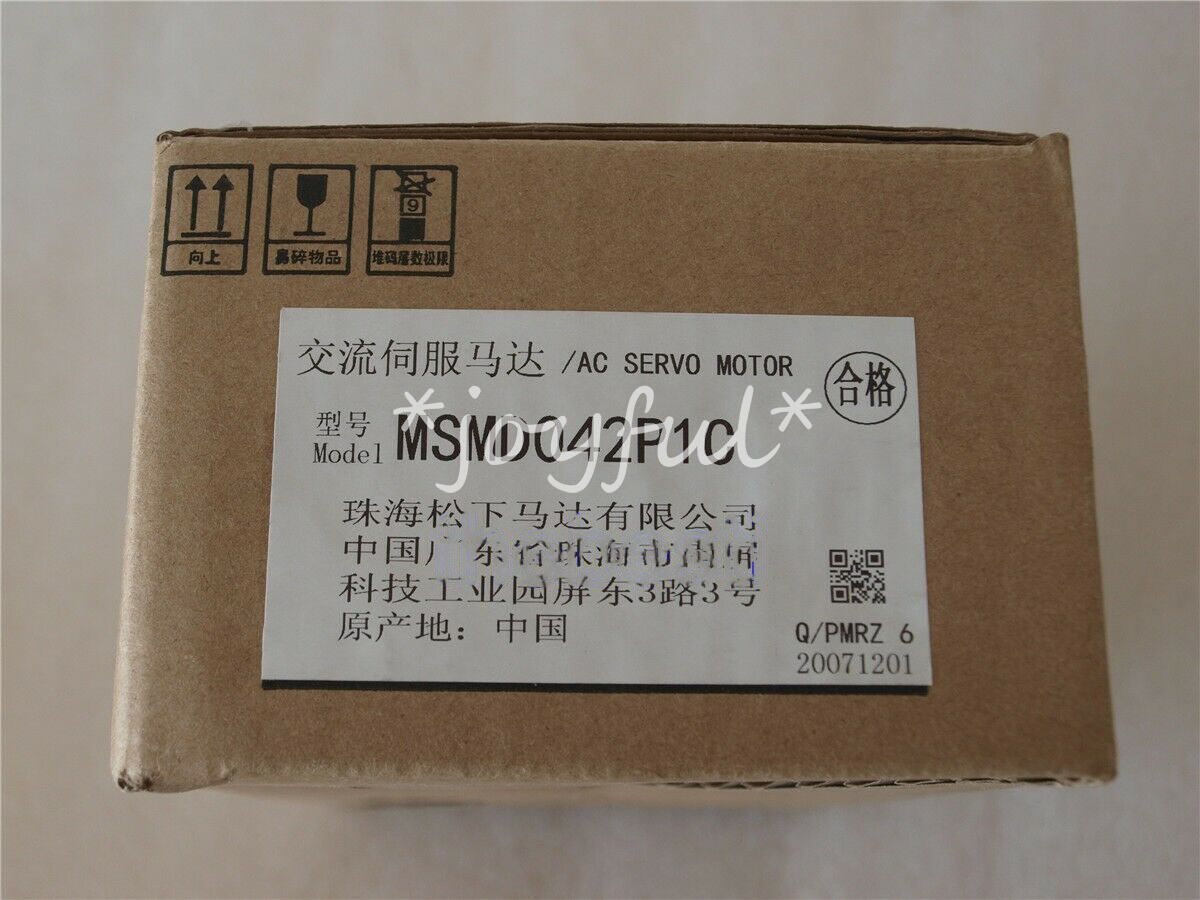 向上
易碎物品
9
堆码层数极限
交流伺服马达 /AC SERVO MOTOR
合格
型号
Model MSMD042P1C
*joyful*
珠海松下马达有限公司
中国广东省珠海市南屏
科技工业园屏东3路3号
原产地：中国
Q/PMRZ 6
20071201